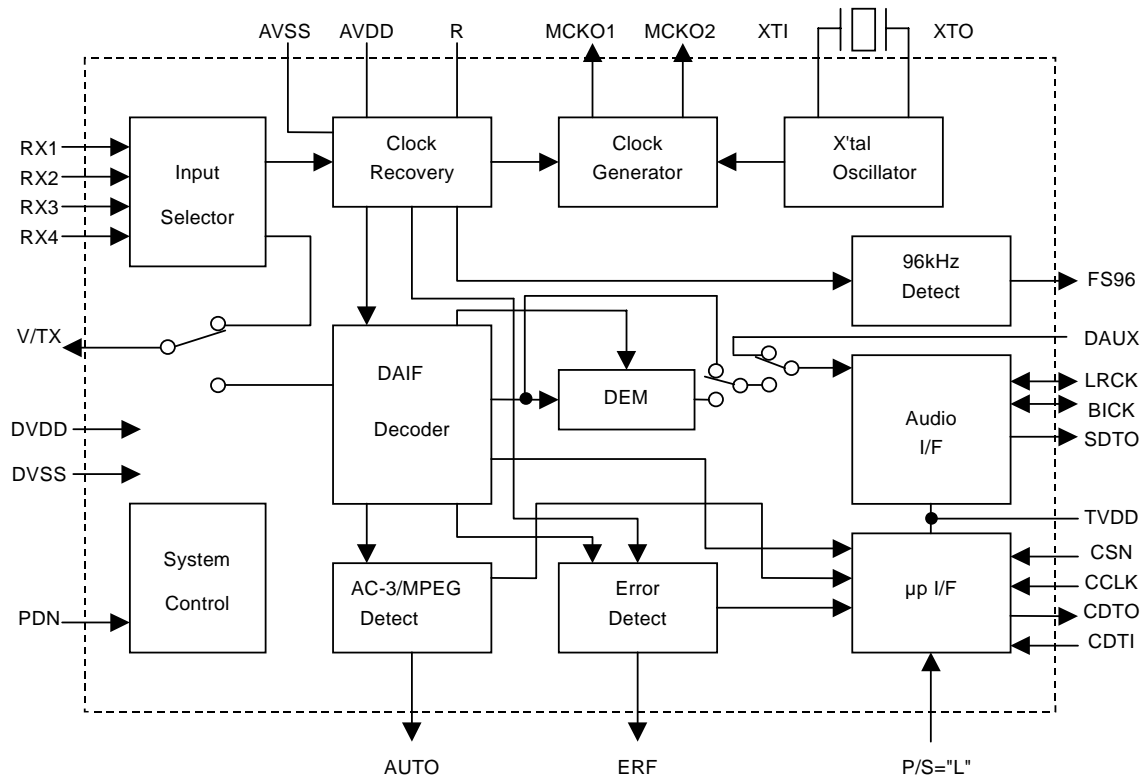 AVSS AVDD R MCKO1 MCKO2 XTI XTO
RX1
RX2
RX3
RX4
Input
Selector
Clock
Recovery
Clock
Generator
X'tal
Oscillator
96kHz
Detect
FS96
V/TX
DAIF
Decoder
DEM
DAUX
Audio
I/F
LRCK
BICK
SDTO
DVDD
DVSS
TVDD
System
Control
PDN
AC-3/MPEG
Detect
Error
Detect
µp I/F
CSN
CCLK
CDTO
CDTI
AUTO
ERF
P/S="L"